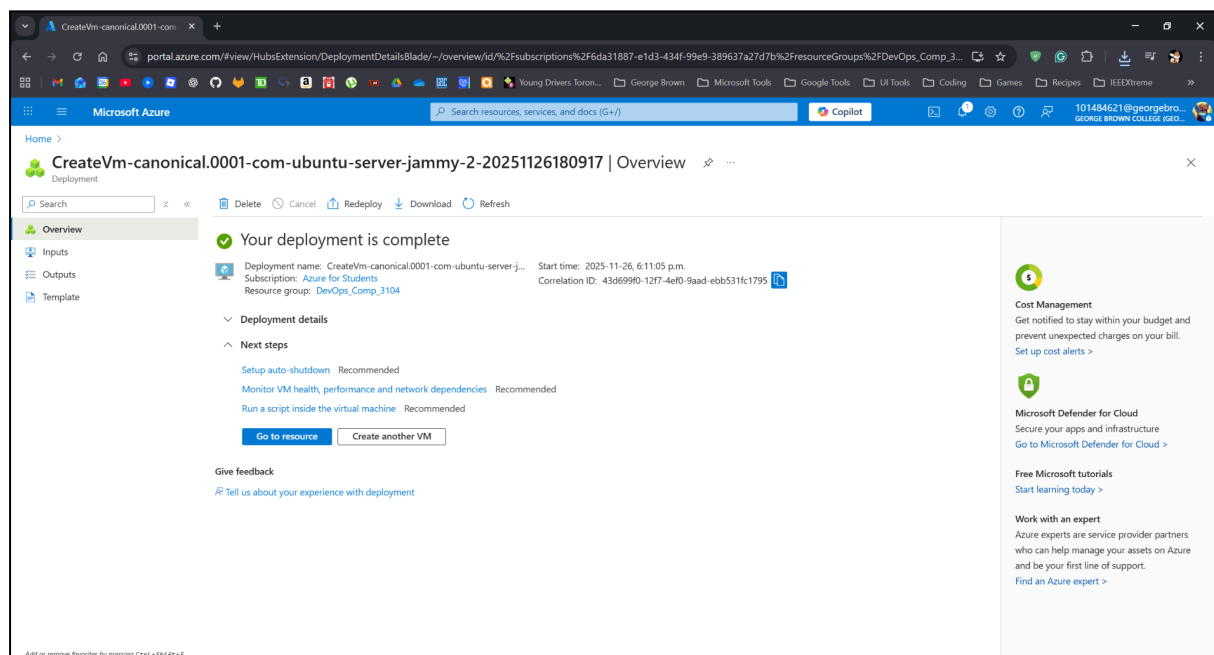 CreateVm-canonical.0001-com
portal.azure.com/#view/HubsExtension/DeploymentDetailsBlade/~/overview/id/%2Fsubscriptions%2F6da31887-e1d3-434f-99e9-389637a27d7b%2FresourceGroups%2FDevOps_Comp_3...
Young Drivers Toron... George Brown Microsoft Tools Google Tools UI Tools Coding Games Recipes IEEEXtreme
Microsoft Azure
Search resources, services, and docs (G+/)
Copilot
1
101484621@georgebro...
GEORGE BROWN COLLEGE (GEO...
Home >
CreateVm-canonical.0001-com-ubuntu-server-jammy-2-20251126180917 | Overview
Deployment
Search
Delete Cancel Redeploy Download Refresh
Overview
Inputs
Outputs
Template
Your deployment is complete
Deployment name: CreateVm-canonical.0001-com-ubuntu-server-j...
Subscription: Azure for Students
Resource group: DevOps_Comp_3104
Start time: 2025-11-26, 6:11:05 p.m.
Correlation ID: 43d699f0-12f7-4ef0-9aad-ebb531fc1795
Deployment details
Next steps
Setup auto-shutdown Recommended
Monitor VM health, performance and network dependencies Recommended
Run a script inside the virtual machine Recommended
Go to resource Create another VM
Give feedback
Tell us about your experience with deployment
Cost Management
Get notified to stay within your budget and
prevent unexpected charges on your bill.
Set up cost alerts >
Microsoft Defender for Cloud
Secure your apps and infrastructure
Go to Microsoft Defender for Cloud >
Free Microsoft tutorials
Start learning today >
Work with an expert
Azure experts are service provider partners
who can help manage your assets on Azure
and be your first line of support.
Find an Azure expert >
Add or remove favorites by pressing Ctrl+Shift+F